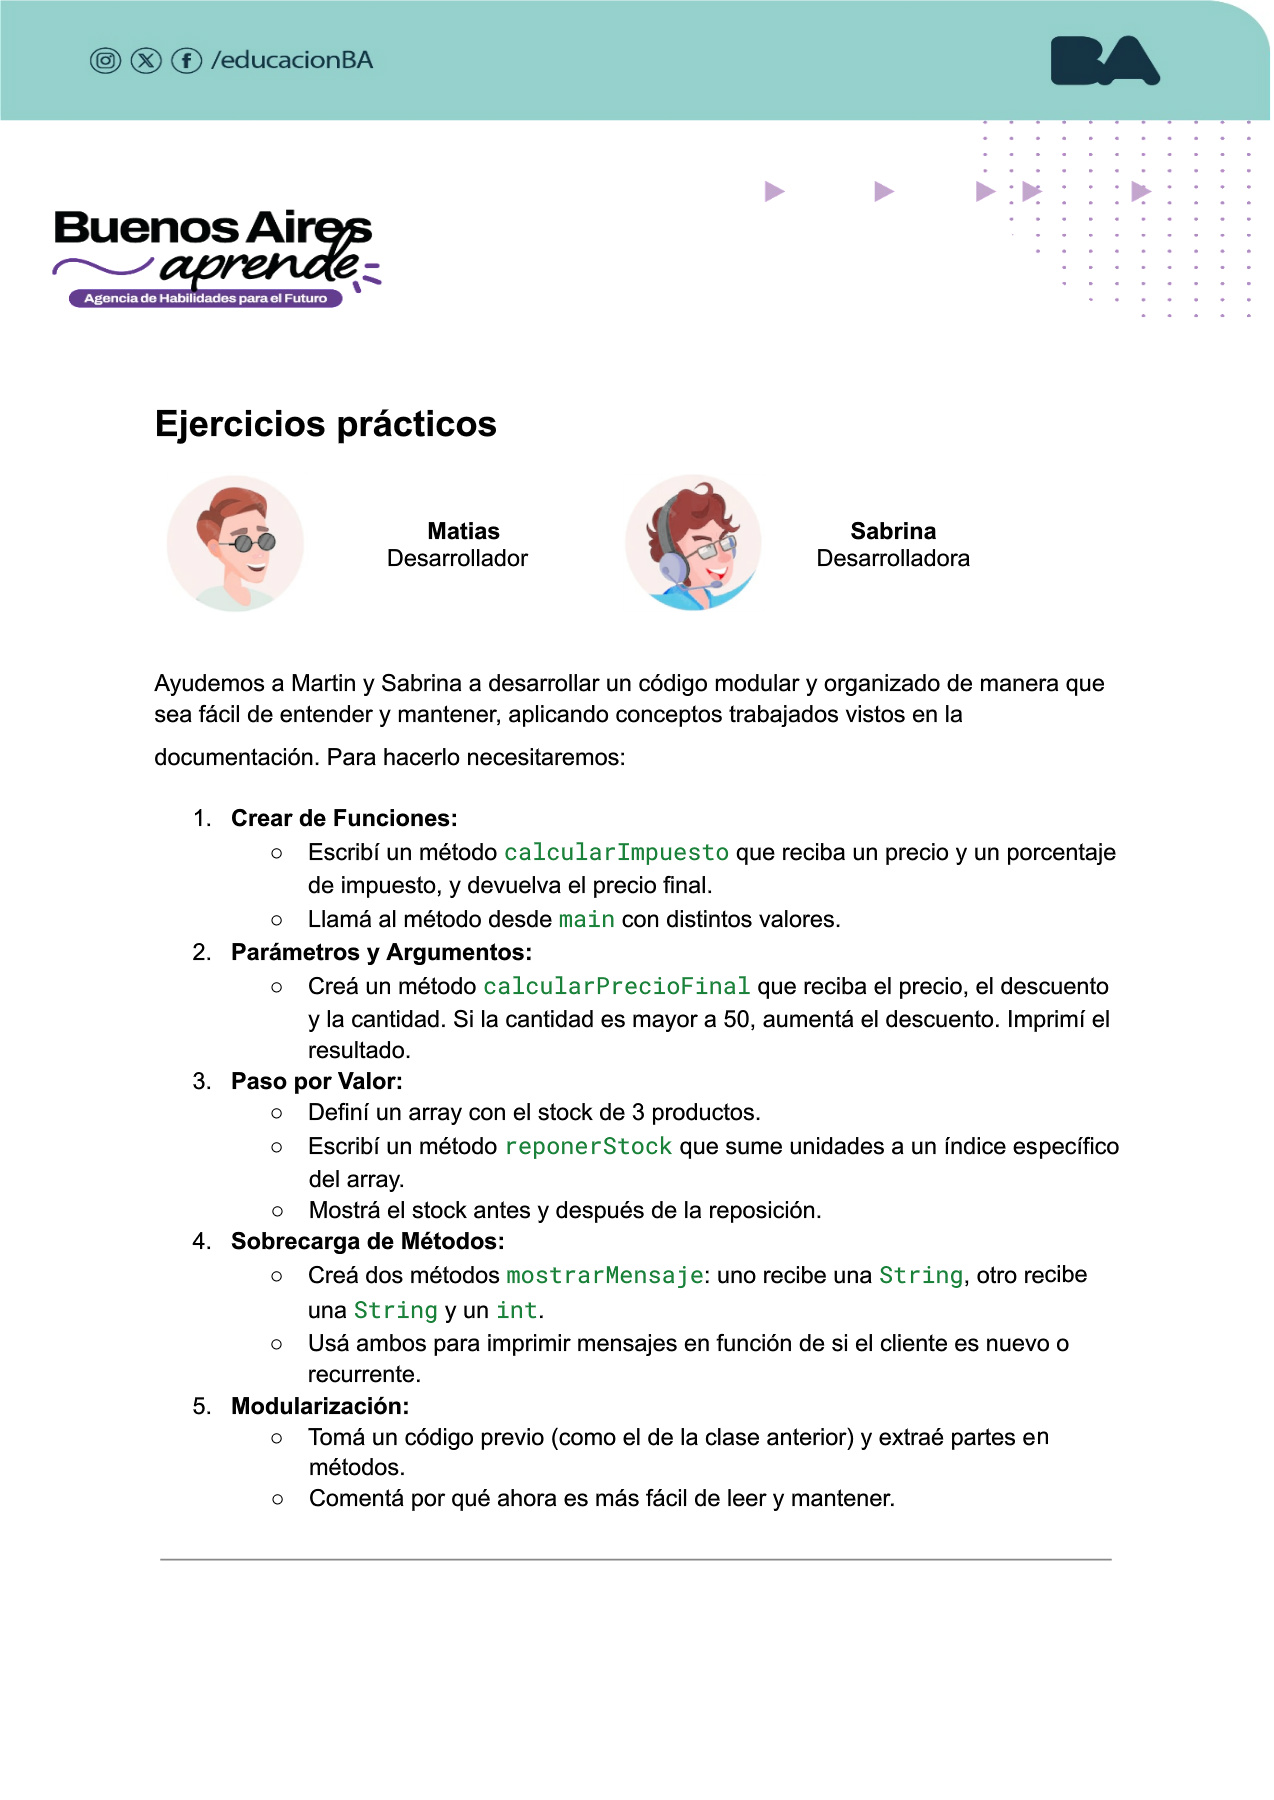 /educacionBA
BA
Buenos Aires
aprende
Agencia de Habilidades para el Futuro
Ejercicios prácticos
Matias
Desarrollador
Sabrina
Desarrolladora
Ayudemos a Martin y Sabrina a desarrollar un código modular y organizado de manera que
sea fácil de entender y mantener, aplicando conceptos trabajados vistos en la
documentación. Para hacerlo necesitaremos:
1. Crear de Funciones:
○ Escribí un método calcularImpuesto que reciba un precio y un porcentaje
de impuesto, y devuelva el precio final.
○ Llamá al método desde main con distintos valores.
2. Parámetros y Argumentos:
○ Creá un método calcularPrecioFinal que reciba el precio, el descuento
y la cantidad. Si la cantidad es mayor a 50, aumentá el descuento. Imprimí el
resultado.
3. Paso por Valor:
○ Definí un array con el stock de 3 productos.
○ Escribí un método reponerStock que sume unidades a un índice específico
del array.
○ Mostrá el stock antes y después de la reposición.
4. Sobrecarga de Métodos:
○ Creá dos métodos mostrarMensaje: uno recibe una String, otro recibe
una String y un int.
○ Usá ambos para imprimir mensajes en función de si el cliente es nuevo o
recurrente.
5. Modularización:
○ Tomá un código previo (como el de la clase anterior) y extraé partes en
métodos.
○ Comentá por qué ahora es más fácil de leer y mantener.